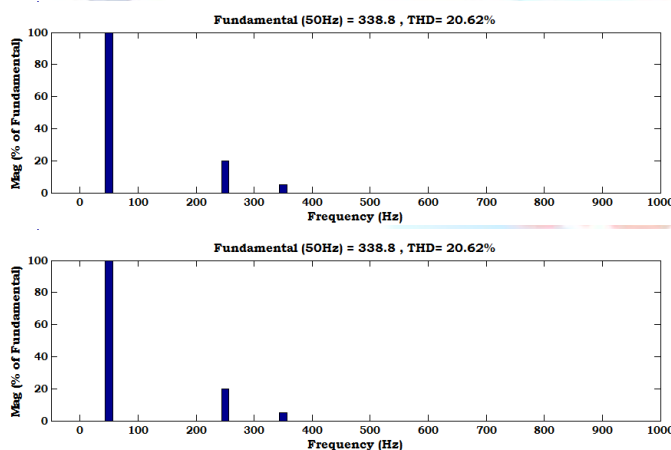 Fundamental (50Hz) = 338.8 , THD= 20.62%
Mag (% of Fundamental)
100
80
60
40
20
0
0 100 200 300 400 500 600 700 800 900 1000
Frequency (Hz)
Fundamental (50Hz) = 338.8 , THD= 20.62%
Mag (% of Fundamental)
100
80
60
40
20
0
0 100 200 300 400 500 600 700 800 900 1000
Frequency (Hz)